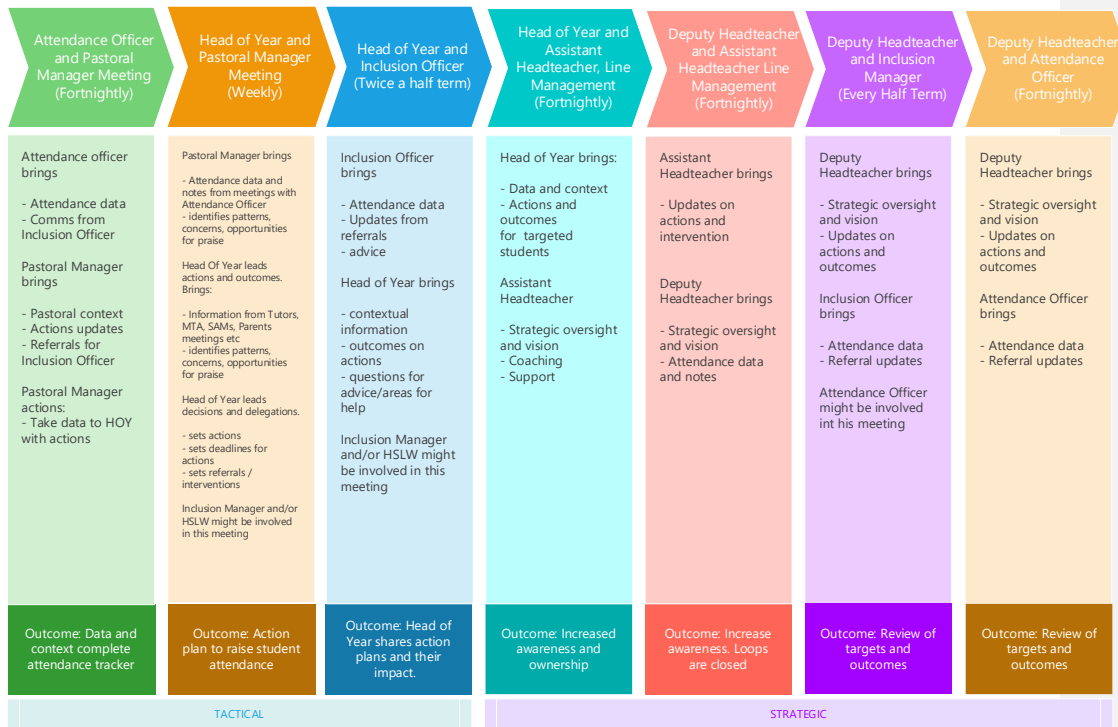 Attendance Officer
and Pastoral
Manager Meeting
(Fortnightly)
Attendance officer
brings
- Attendance data
- Comms from
Inclusion Officer
Pastoral Manager
brings
- Pastoral context
- Actions updates
- Referrals for
Inclusion Officer
Pastoral Manager
actions:
- Take data to HOY
with actions
Outcome: Data and
context complete
attendance tracker
Head of Year and
Pastoral Manager
Meeting
(Weekly)
Pastoral Manager brings
- Attendance data and
notes from meetings with
Attendance Officer
- identifies patterns,
concerns, opportunities
for praise
Head Of Year leads
actions and outcomes.
Brings:
- Information from Tutors,
MTA, SAMs, Parents
meetings etc
- identifies patterns,
concerns, opportunities
for praise
Head of Year leads
decisions and delegations.
- sets actions
- sets deadlines for
actions
- sets referrals /
interventions
Inclusion Manager and/or
HSLW might be involved
in this meeting
Outcome: Action
plan to raise student
attendance
Head of Year and
Inclusion Officer
(Twice a half term)
Inclusion Officer
brings
- Attendance data
- Updates from
referrals
- advice
Head of Year brings
- contextual
information
- outcomes on
actions
- questions for
advice/areas for
help
Inclusion Manager
and/or HSLW might
be involved in this
meeting
Outcome: Head of
Year shares action
plans and their
impact.
Head of Year and
Assistant
Headteacher, Line
Management
(Fortnightly)
Head of Year brings:
- Data and context
- Actions and
outcomes
for targeted
students
Assistant
Headteacher
- Strategic oversight
and vision
- Coaching
- Support
Outcome: Increased
awareness and
ownership
Deputy Headteacher
and Assistant
Headteacher Line
Management
(Fortnightly)
Assistant
Headteacher brings
- Updates on
actions and
intervention
Deputy
Headteacher brings
- Strategic oversight
and vision
- Attendance data
and notes
Outcome: Increase
awareness. Loops
are closed
Deputy Headteacher
and Inclusion
Manager
(Every Half Term)
Deputy
Headteacher brings
- Strategic oversight
and vision
- Updates on
actions and
outcomes
Inclusion Officer
brings
- Attendance data
- Referral updates
Attendance Officer
might be involved
int his meeting
Outcome: Review of
targets and
outcomes
Deputy Headteacher
and Attendance
Officer
(Fortnightly)
Deputy
Headteacher brings
- Strategic oversight
and vision
- Updates on
actions and
outcomes
Attendance Officer
brings
- Attendance data
- Referral updates
Outcome: Review of
targets and
outcomes
TACTICAL
STRATEGIC